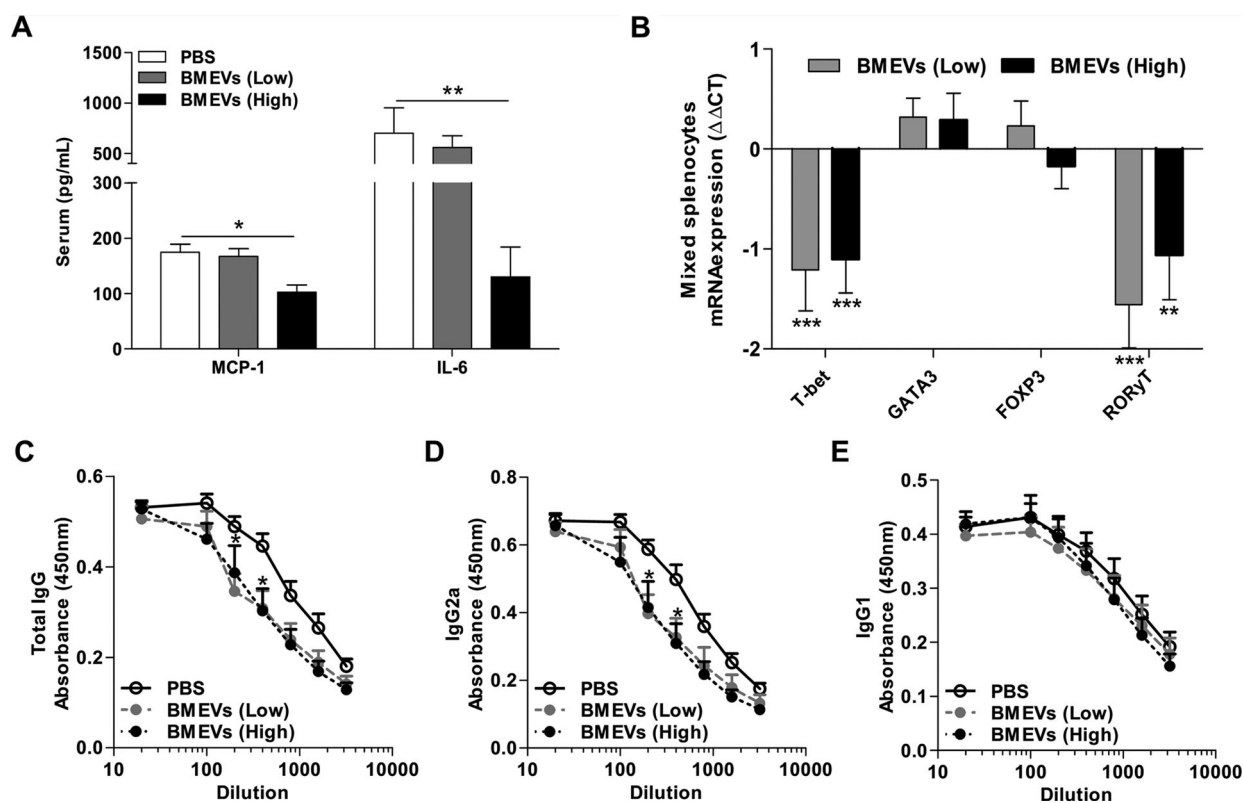 A
PBS
BMEVs (Low)
BMEVs (High)
1500
1000
500
300
200
100
0
Serum (pg/mL)
*
**
MCP-1
IL-6
B
BMEVs (Low)
BMEVs (High)
1
0
-1
-2
Mixed splenocytes
mRNAexpression (ΔΔCT)
***
***
***
**
T-bet
GATA3
FOXP3
RORyT
C
0.6
0.4
0.2
0.0
Total IgG
Absorbance (450nm)
*
*
PBS
BMEVs (Low)
BMEVs (High)
10
100
1000
10000
Dilution
D
0.8
0.6
0.4
0.2
0.0
IgG2a
Absorbance (450nm)
*
*
PBS
BMEVs (Low)
BMEVs (High)
10
100
1000
10000
Dilution
E
0.5
0.4
0.3
0.2
0.1
0.0
IgG1
Absorbance (450nm)
PBS
BMEVs (Low)
BMEVs (High)
10
100
1000
10000
Dilution